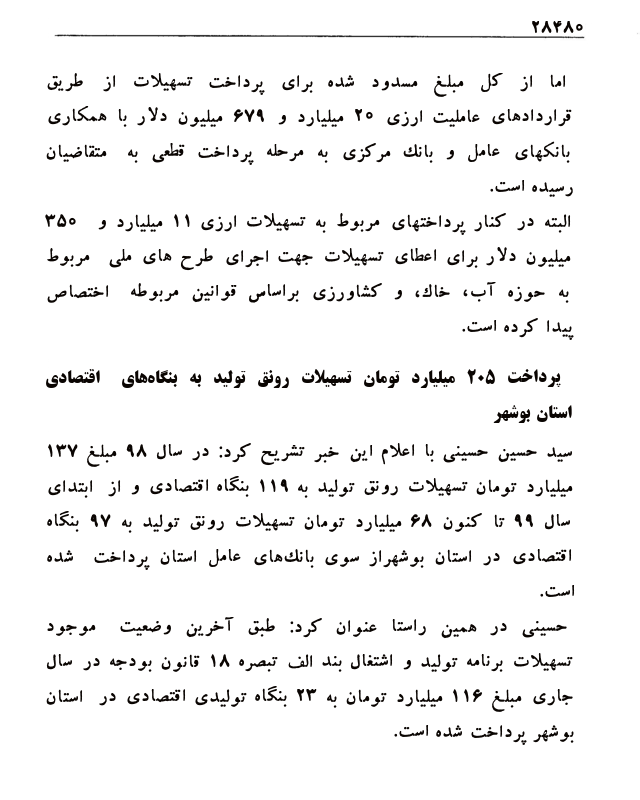 ۲۸۴۸۰
اما از کل مبلغ مسدود شده برای پرداخت تسهیلات از طریق
قراردادهای عاملیت ارزی ۲۰ میلیارد و ۶۷۹ میلیون دلار با همکاری
بانکهای عامل و بانک مرکزی به مرحله پرداخت قطعی به متقاضیان
رسیده است.
البته در کنار پرداختهای مربوط به تسهیلات ارزی ۱۱ میلیارد و ۳۵۰
میلیون دلار برای اعطای تسهیلات جهت اجرای طرح های ملی مربوط
به حوزه آب، خاک، و کشاورزی براساس قوانین مربوطه اختصاص
پیدا کرده است.
پرداخت ۲۰۵ میلیارد تومان تسهیلات رونق تولید به بنگاه‌های اقتصادی
استان بوشهر
سید حسین حسینی با اعلام این خبر تشریح کرد: در سال ۹۸ مبلغ ۱۳۷
میلیارد تومان تسهیلات رونق تولید به ۱۱۹ بنگاه اقتصادی و از ابتدای
سال ۹۹ تا کنون ۶۸ میلیارد تومان تسهیلات رونق تولید به ۹۷ بنگاه
اقتصادی در استان بوشهراز سوی بانک‌های عامل استان پرداخت شده
است.
حسینی در همین راستا عنوان کرد: طبق آخرین وضعیت موجود
تسهیلات برنامه تولید و اشتغال بند الف تبصره ۱۸ قانون بودجه در سال
جاری مبلغ ۱۱۶ میلیارد تومان به ۲۳ بنگاه تولیدی اقتصادی در استان
بوشهر پرداخت شده است.